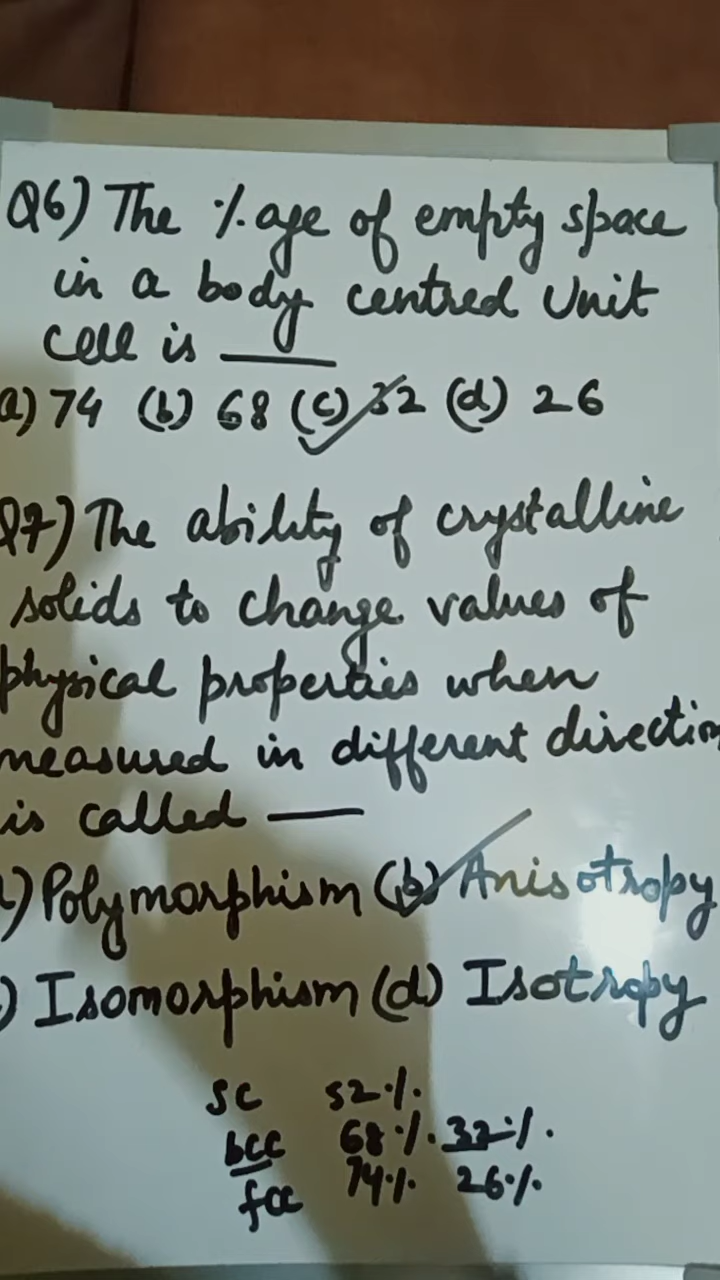 Q6) The %age of empty space
in a body centred Unit
cell is ____
a) 74 (b) 68 (c) 32 (d) 26
Q7) The ability of crystalline
solids to change values of
physical properties when
measured in different direction
is called —
a) Polymorphism (b) Anisotropy
c) Isomorphism (d) Isotropy
SC 52%.
bcc 68%. 32%.
fcc 74%. 26%.